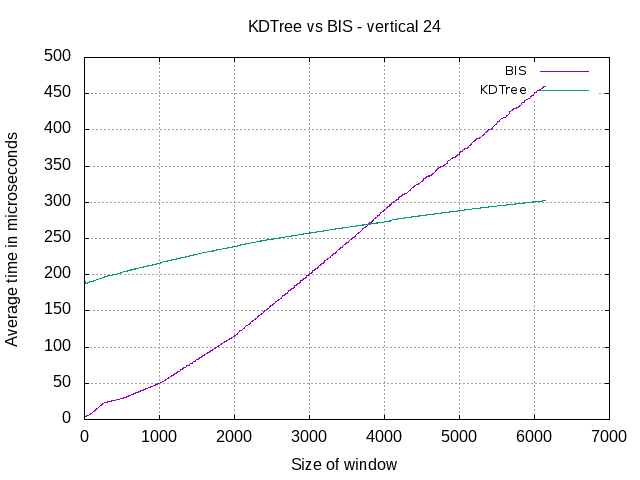 KDTree vs BIS - vertical 24
500
450
400
350
300
250
200
150
100
50
0
BIS
KDTree
Average time in microseconds
0 1000 2000 3000 4000 5000 6000 7000
Size of window